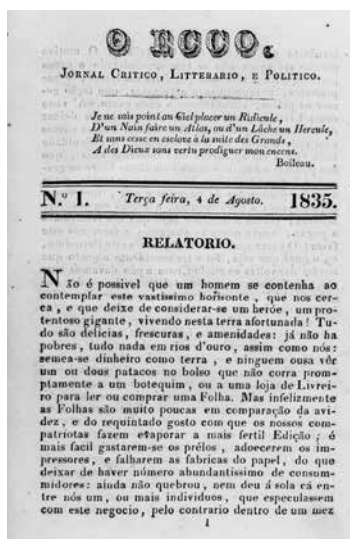 O ECCO.
JORNAL CRITICO, LITTERARIO, E POLITICO.
Je ne sais point au Ciel placer un Ridicule,
D'un Nain faire un Atlas, ou d'un Lâche un Hercule,
Et sans cesse en esclave à la suite des Grands,
A des Dieux sans vertu prodiguer mon encens.
Boileau.
N.º I. Terça feira, 4 de Agosto. 1835.
RELATORIO.
Não é possivel que um homem se contenha ao
contemplar este vastissimo horisonte, que nos cer-
ca, e que deixe de considerar-se um heróe, um pro-
tentoso gigante, vivendo nesta terra afortunada! Tu-
do são delicias, frescuras, e amenidades: já não ha
pobres, tudo nada em rios d'ouro, assim como nós:
semea-se dinheiro como terra, e ninguem ousa vêr
um ou dous patacos no bolso que não corra prom-
ptamente a um botequim, ou a uma loja de Livrei-
ro para ler ou comprar uma Folha. Mas infelizmente
as Folhas são muito poucas em comparação da avi-
dez, e do requintado gosto com que os nossos com-
patriotas fazem evaporar a mais fertil Edição; é
mais facil gastarem-se os prélos, adoecerem os im-
pressores, e falharem as fabricas do papel, do que
deixar de haver número abundantissimo de consum-
midores: ainda não quebrou, nem deu á sola cá en-
tre nós um, ou mais individuos, que especulassem
com este negocio, pelo contrario dentro de um mez
1